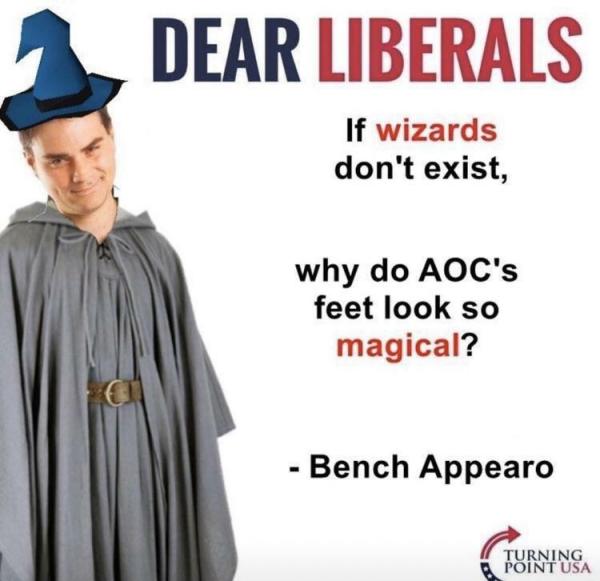 DEAR LIBERALS
If wizards
don't exist,
why do AOC's
feet look so
magical?
- Bench Appearo
TURNING
POINT USA